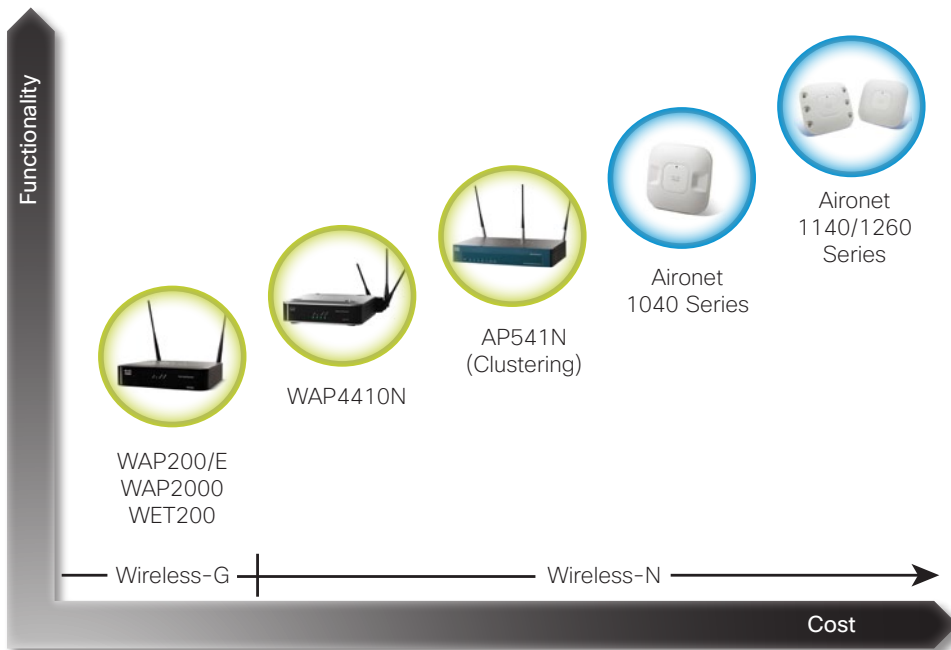 Functionality
Aironet
1140/1260
Series
Aironet
1040 Series
AP541N
(Clustering)
WAP4410N
WAP200/E
WAP2000
WET200
Wireless-G
Wireless-N
Cost